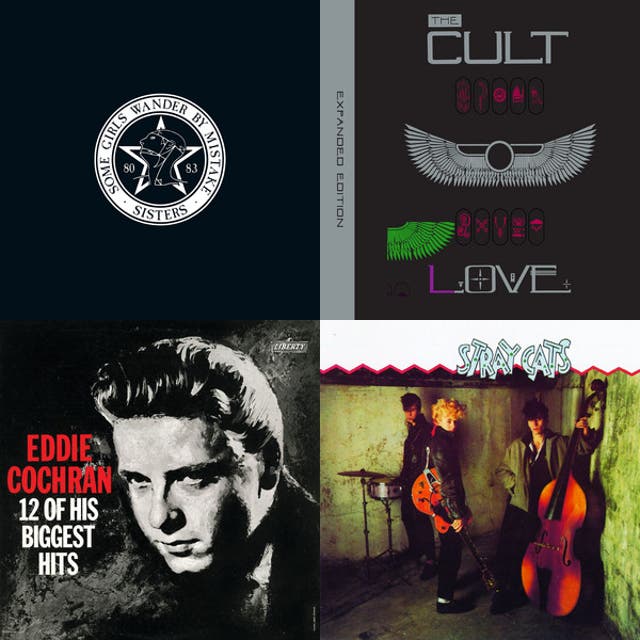 SOME GIRLS WANDER BY MISTAKE
80 83
SISTERS
EXPANDED EDITION
THE
CULT
LOVE
LIBERTY
EDDIE
COCHRAN
12 OF HIS
BIGGEST
HITS
STRAY CATS